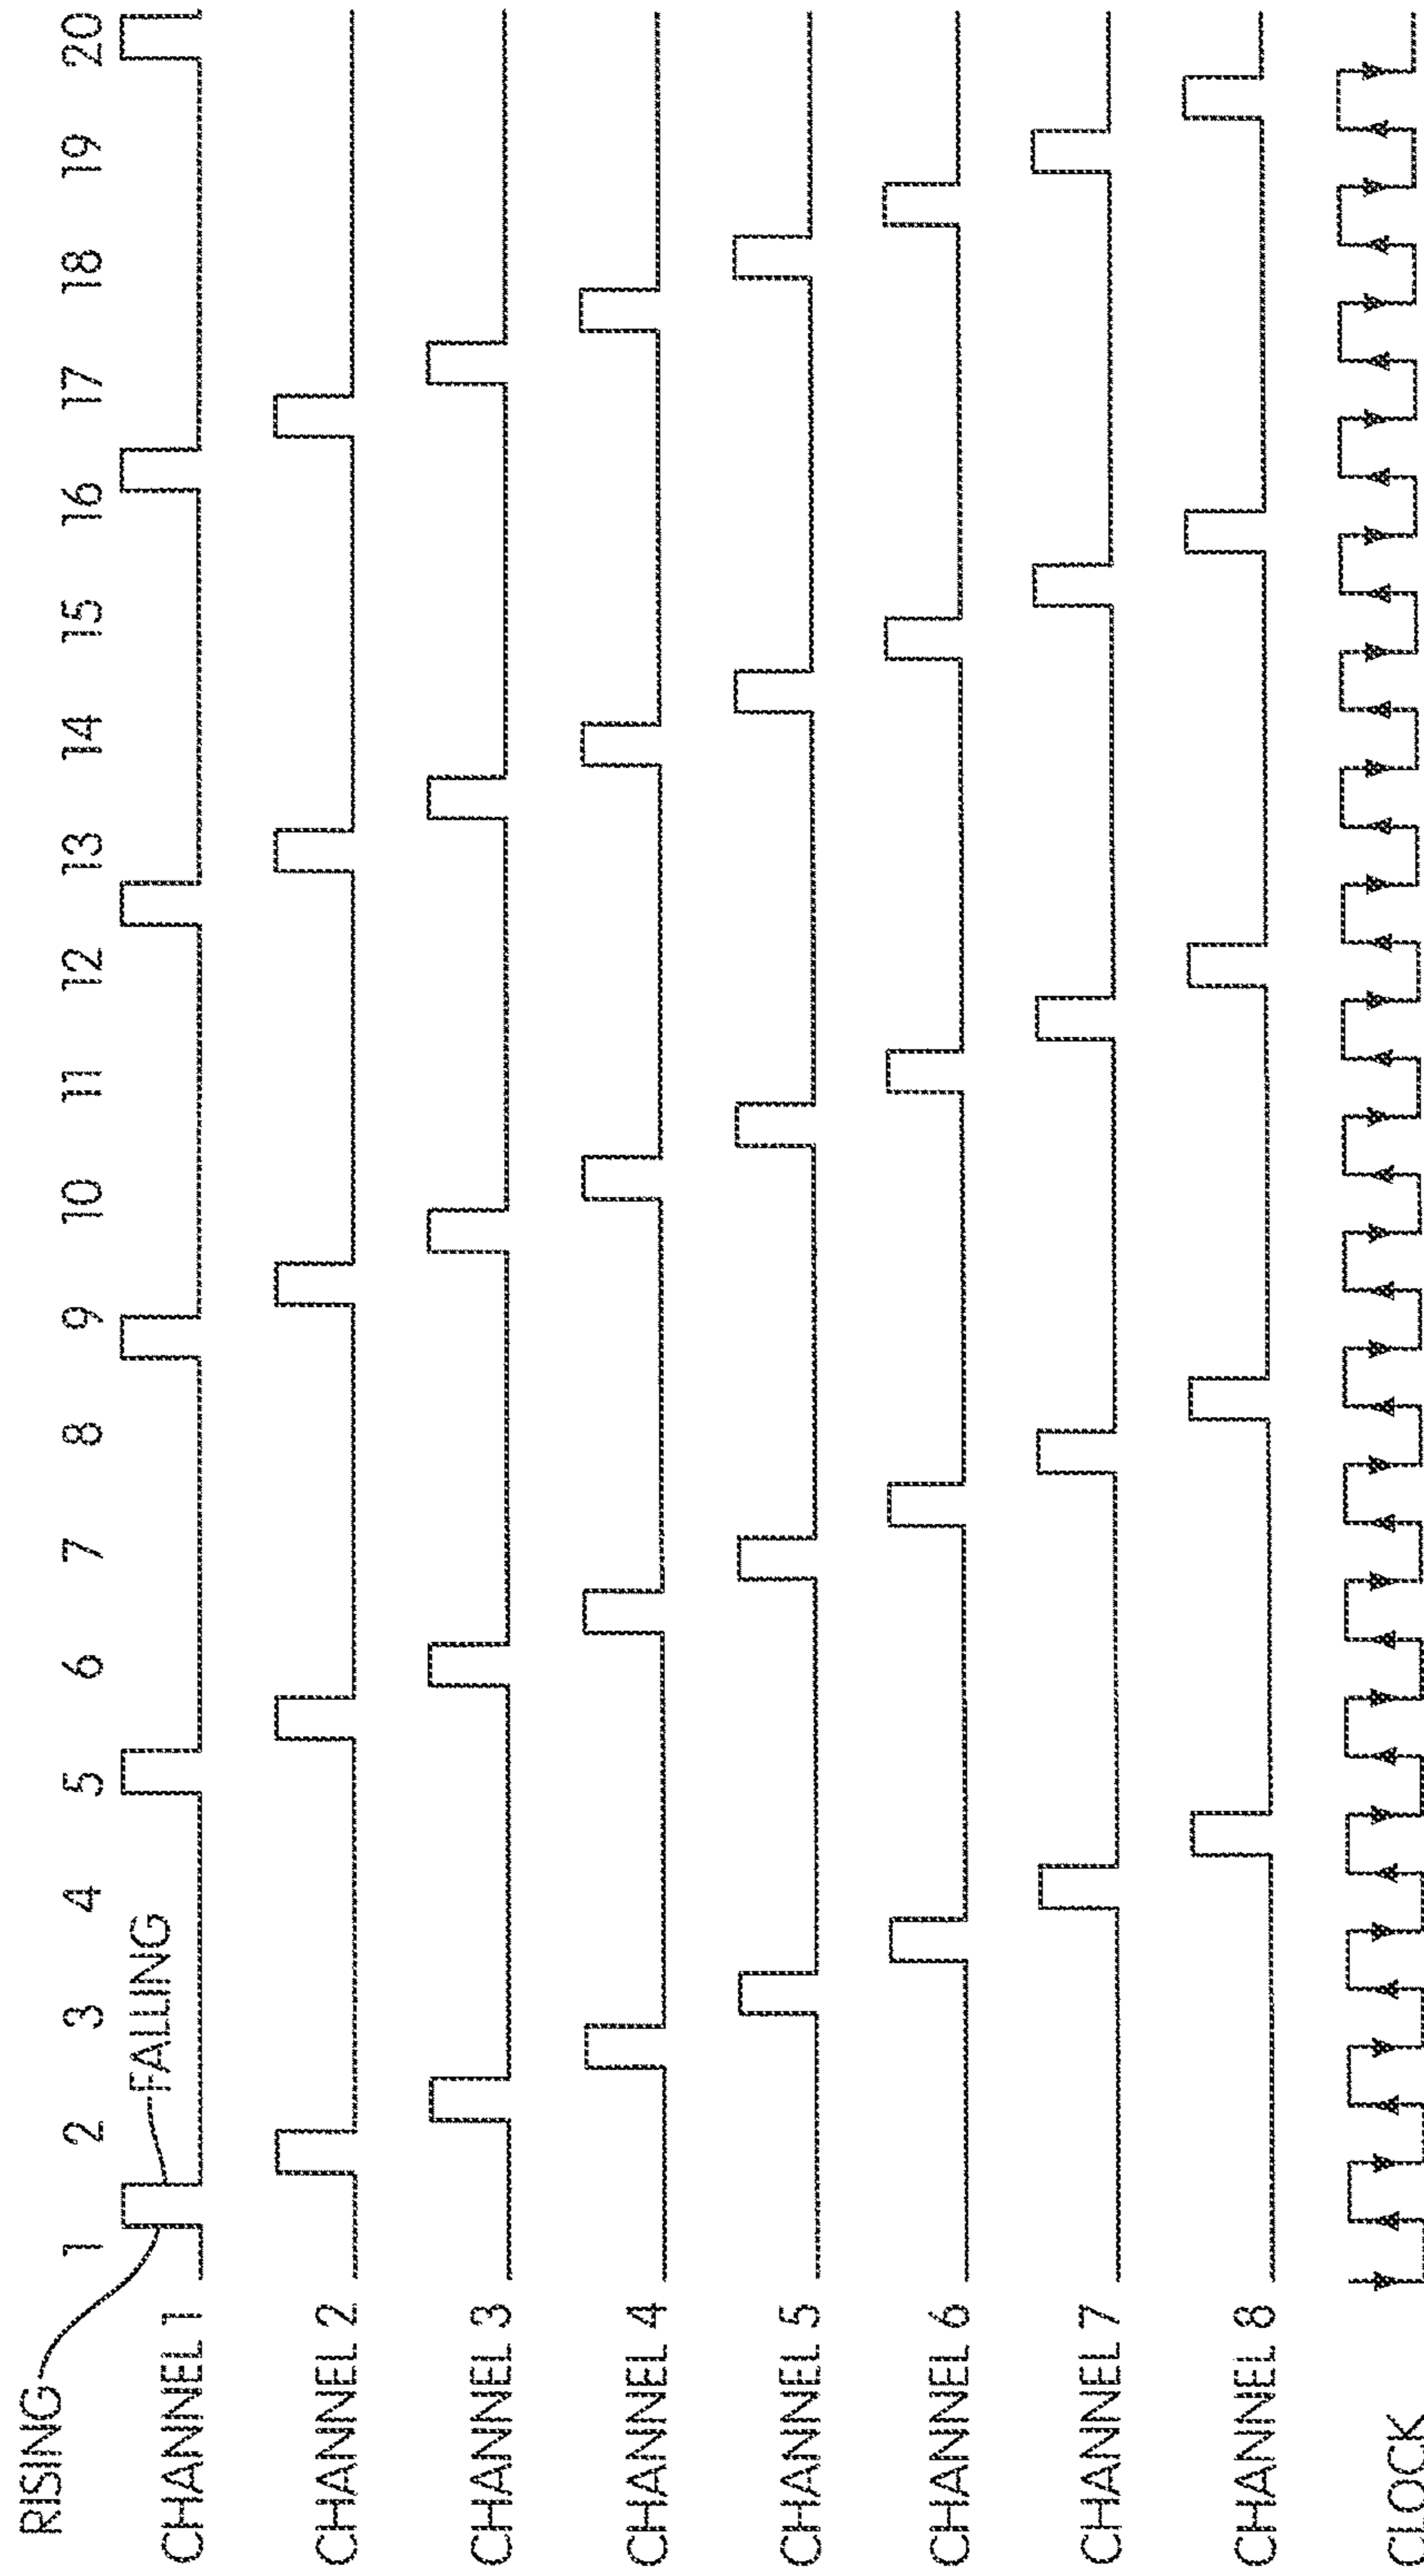 RISING
1 2 3 4 5 6 7 8 9 10 11 12 13 14 15 16 17 18 19 20
FALLING
CHANNEL 1
CHANNEL 2
CHANNEL 3
CHANNEL 4
CHANNEL 5
CHANNEL 6
CHANNEL 7
CHANNEL 8
CLOCK